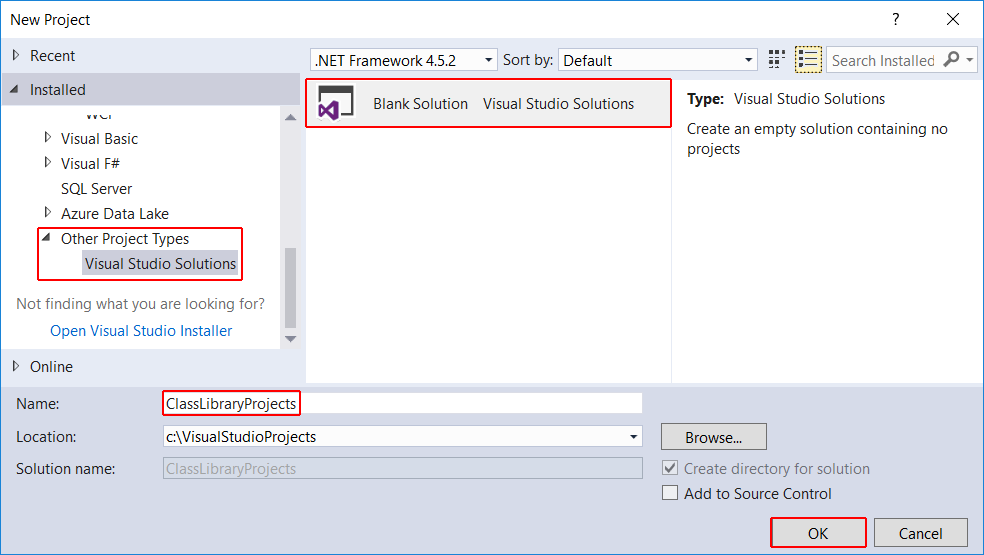 New Project
?
Recent
Installed
.NET Framework 4.5.2
Sort by:
Default
Search Installed
WCF
Visual Basic
Visual F#
SQL Server
Azure Data Lake
Other Project Types
Visual Studio Solutions
Not finding what you are looking for?
Open Visual Studio Installer
Online
Blank Solution
Visual Studio Solutions
Type: Visual Studio Solutions
Create an empty solution containing no
projects
Name:
ClassLibraryProjects
Location:
c:\VisualStudioProjects
Browse...
Solution name:
ClassLibraryProjects
Create directory for solution
Add to Source Control
OK
Cancel